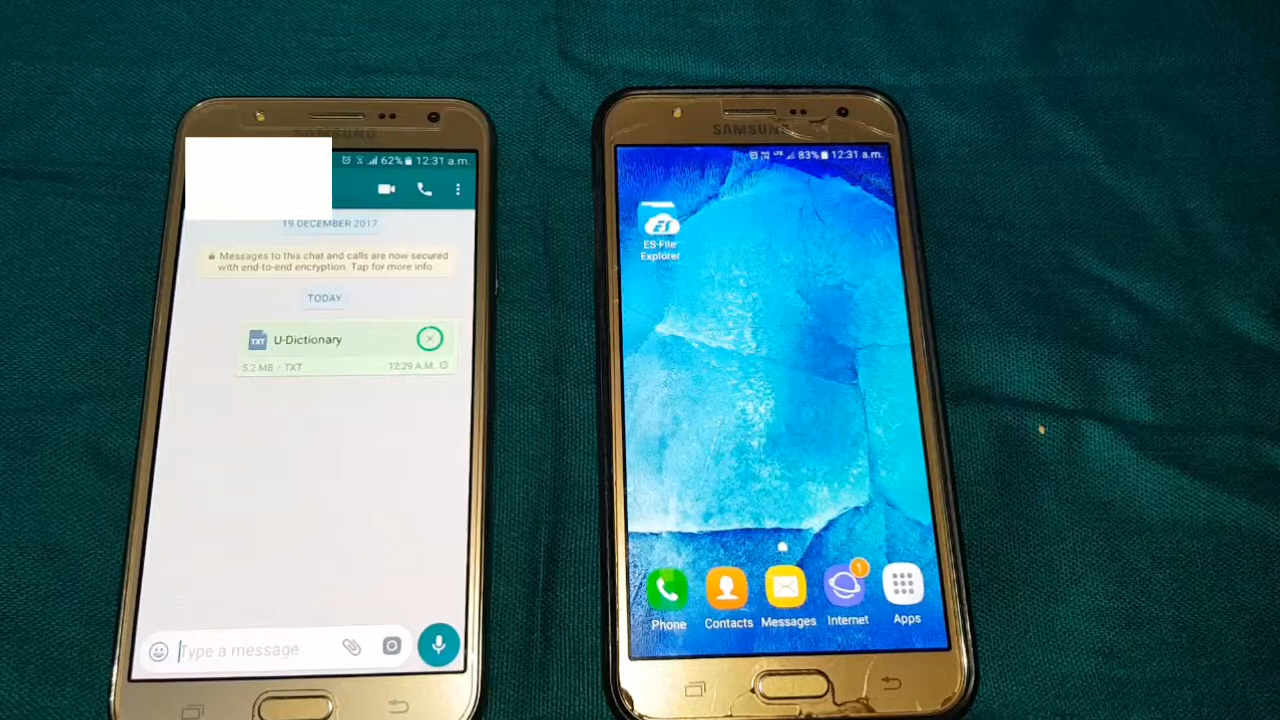 SAMSUNG
62% 12:31 a.m.
19 DECEMBER 2017
Messages to this chat and calls are now secured
with end-to-end encryption. Tap for more info.
TODAY
TXT
U-Dictionary
5.2 MB - TXT
12:29 A.M.
Type a message
SAMSUNG
LTE 83% 12:31 a.m.
ES
ES File
Explorer
1
Phone
Contacts
Messages
Internet
Apps